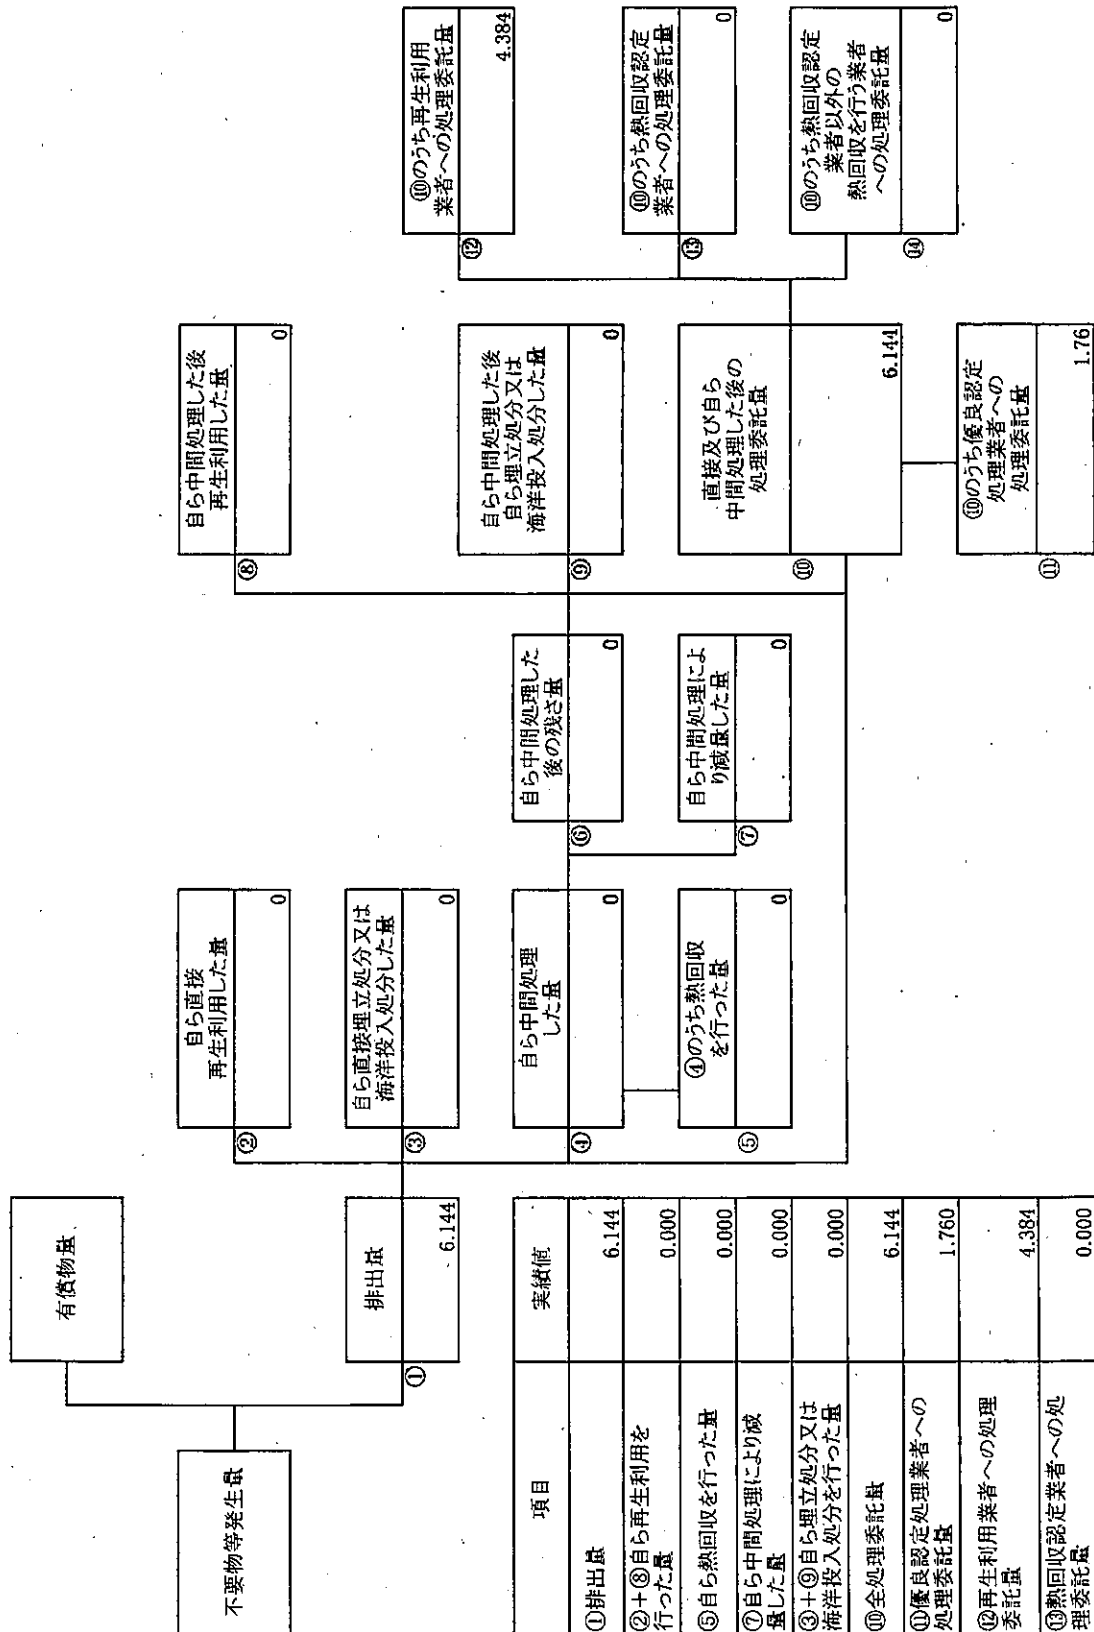 不要物等発生量
有償物量
排出量
①
6.144
自ら直接
再生利用した量
②
0
自ら直接埋立処分又は
海洋投入処分した量
③
0
自ら中間処理
した量
④
0
④のうち熱回収
を行った量
⑤
0
自ら中間処理した
後の残さ量
⑥
0
自ら中間処理によ
り減量した量
⑦
0
自ら中間処理した後
再生利用した量
⑧
0
自ら中間処理した後
自ら埋立処分又は
海洋投入処分した量
⑨
0
直接及び自ら
中間処理した後の
処理委託量
⑩
6.144
⑩のうち優良認定
処理業者への
処理委託量
⑪
1.76
⑩のうち再生利用
業者への処理委託量
⑫
4.384
⑩のうち熱回収認定
業者への処理委託量
⑬
0
⑩のうち熱回収認定
業者以外の
熱回収を行う業者
への処理委託量
⑭
0
項目 実績値
①排出量 6.144
②+⑧自ら再生利用を
行った量 0.000
⑤自ら熱回収を行った量 0.000
⑦自ら中間処理により減
量した量 0.000
③+⑨自ら埋立処分又は
海洋投入処分を行った量 0.000
⑩全処理委託量 6.144
⑪優良認定処理業者への
処理委託量 1.760
⑫再生利用業者への処理
委託量 4.384
⑬熱回収認定業者への処
理委託量 0.000